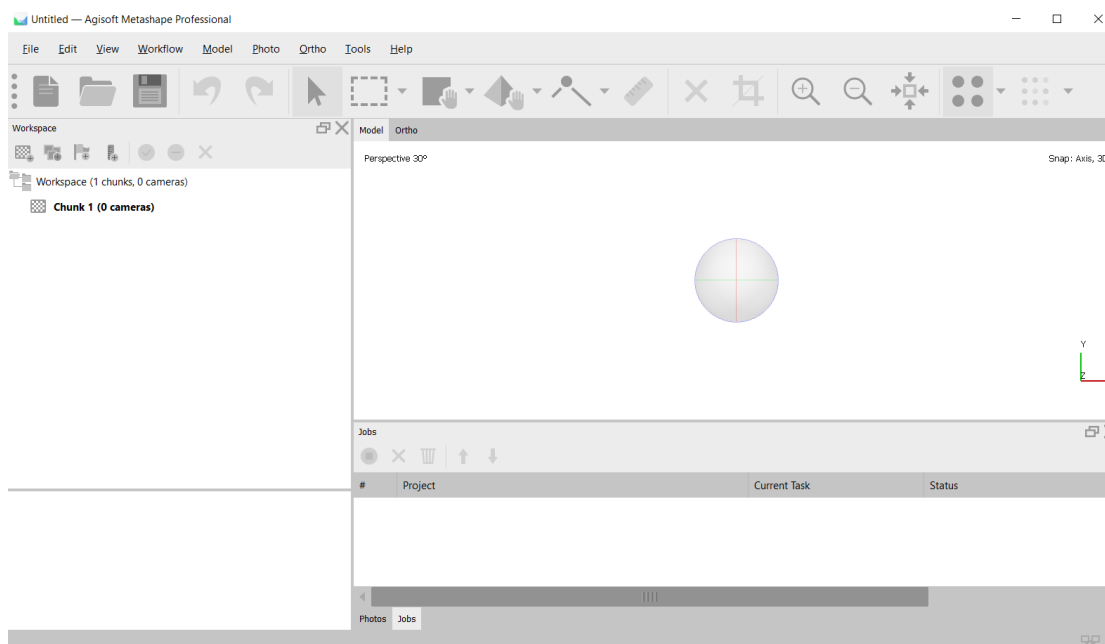 Untitled — Agisoft Metashape Professional
File Edit View Workflow Model Photo Ortho Tools Help
Workspace
Model Ortho
Perspective 30°
Snap: Axis, 3D
Workspace (1 chunks, 0 cameras)
Chunk 1 (0 cameras)
Y
Z
Jobs
# Project Current Task Status
Photos Jobs